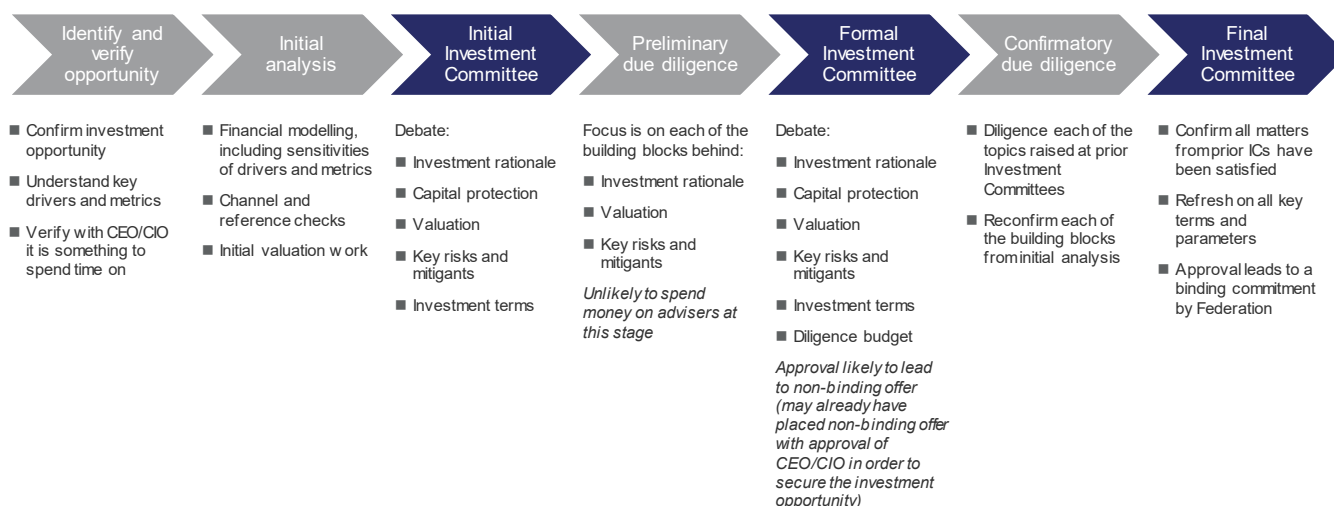 Identify and
verify
opportunity
Initial
analysis
Initial
Investment
Committee
Preliminary
due diligence
Formal
Investment
Committee
Confirmatory
due diligence
Final
Investment
Committee
■ Confirm investment
opportunity
■ Understand key
drivers and metrics
■ Verify with CEO/CIO
it is something to
spend time on
■ Financial modelling,
including sensitivities
of drivers and metrics
■ Channel and
reference checks
■ Initial valuation work
Debate:
■ Investment rationale
■ Capital protection
■ Valuation
■ Key risks and
mitigants
■ Investment terms
Focus is on each of the
building blocks behind:
■ Investment rationale
■ Valuation
■ Key risks and
mitigants
Unlikely to spend
money on advisers at
this stage
Debate:
■ Investment rationale
■ Capital protection
■ Valuation
■ Key risks and
mitigants
■ Investment terms
■ Diligence budget
Approval likely to lead
to non-binding offer
(may already have
placed non-binding offer
with approval of
CEO/CIO in order to
secure the investment
opportunity)
■ Diligence each of the
topics raised at prior
Investment
Committees
■ Reconfirm each of
the building blocks
from initial analysis
■ Confirm all matters
from prior ICs have
been satisfied
■ Refresh on all key
terms and
parameters
■ Approval leads to a
binding commitment
by Federation